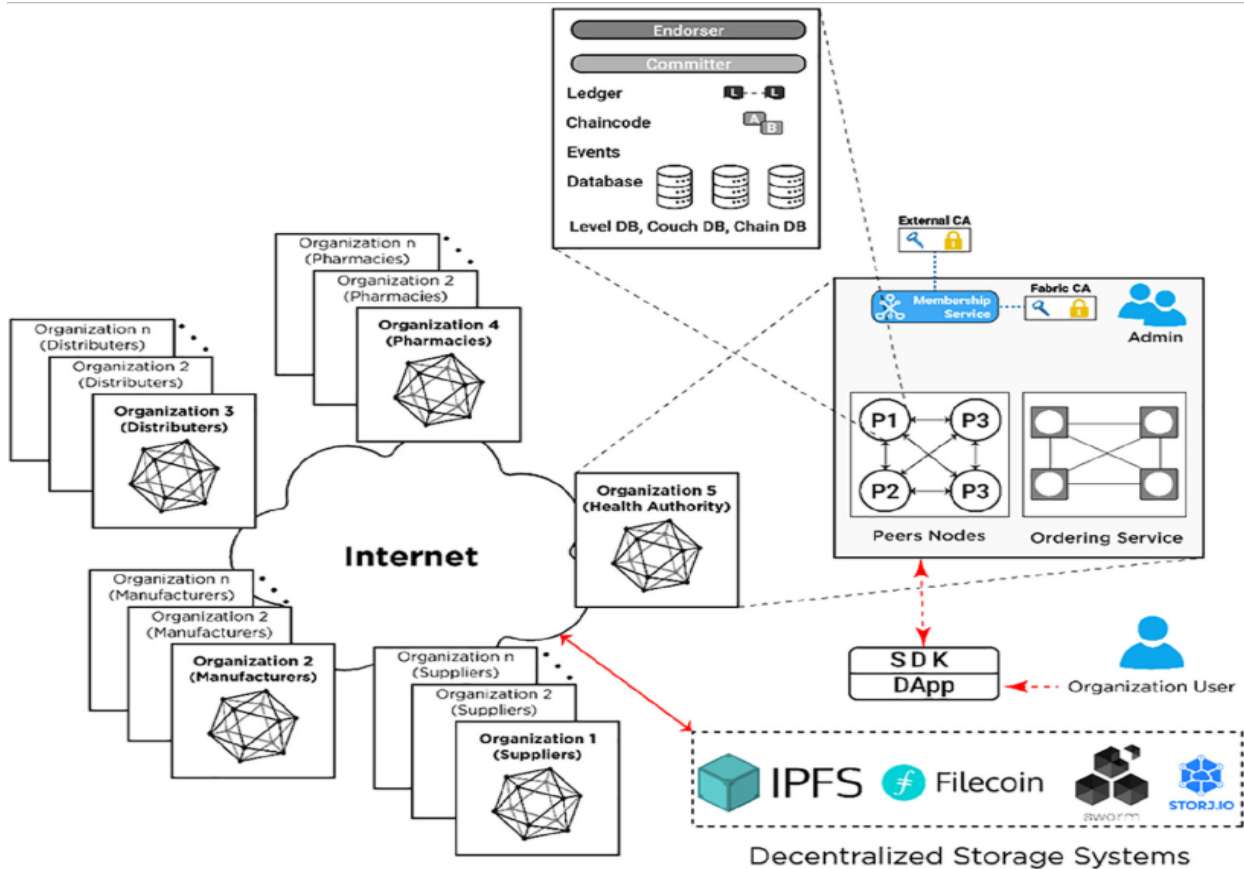 Endorser
Committer
Ledger
L
L
Chaincode
A
B
Events
Database
Level DB, Couch DB, Chain DB
External CA
Membership
Service
Fabric CA
Admin
P1
P3
P2
P3
Peers Nodes
Ordering Service
Organization n
(Pharmacies)
Organization 2
(Pharmacies)
Organization 4
(Pharmacies)
Organization n
(Distributers)
Organization 2
(Distributers)
Organization 3
(Distributers)
Organization 5
(Health Authority)
Internet
Organization n
(Manufacturers)
Organization 2
(Manufacturers)
Organization 2
(Manufacturers)
Organization n
(Suppliers)
Organization 2
(Suppliers)
Organization 1
(Suppliers)
SDK
DApp
Organization User
IPFS
Filecoin
sworm
STORJ.IO
Decentralized Storage Systems